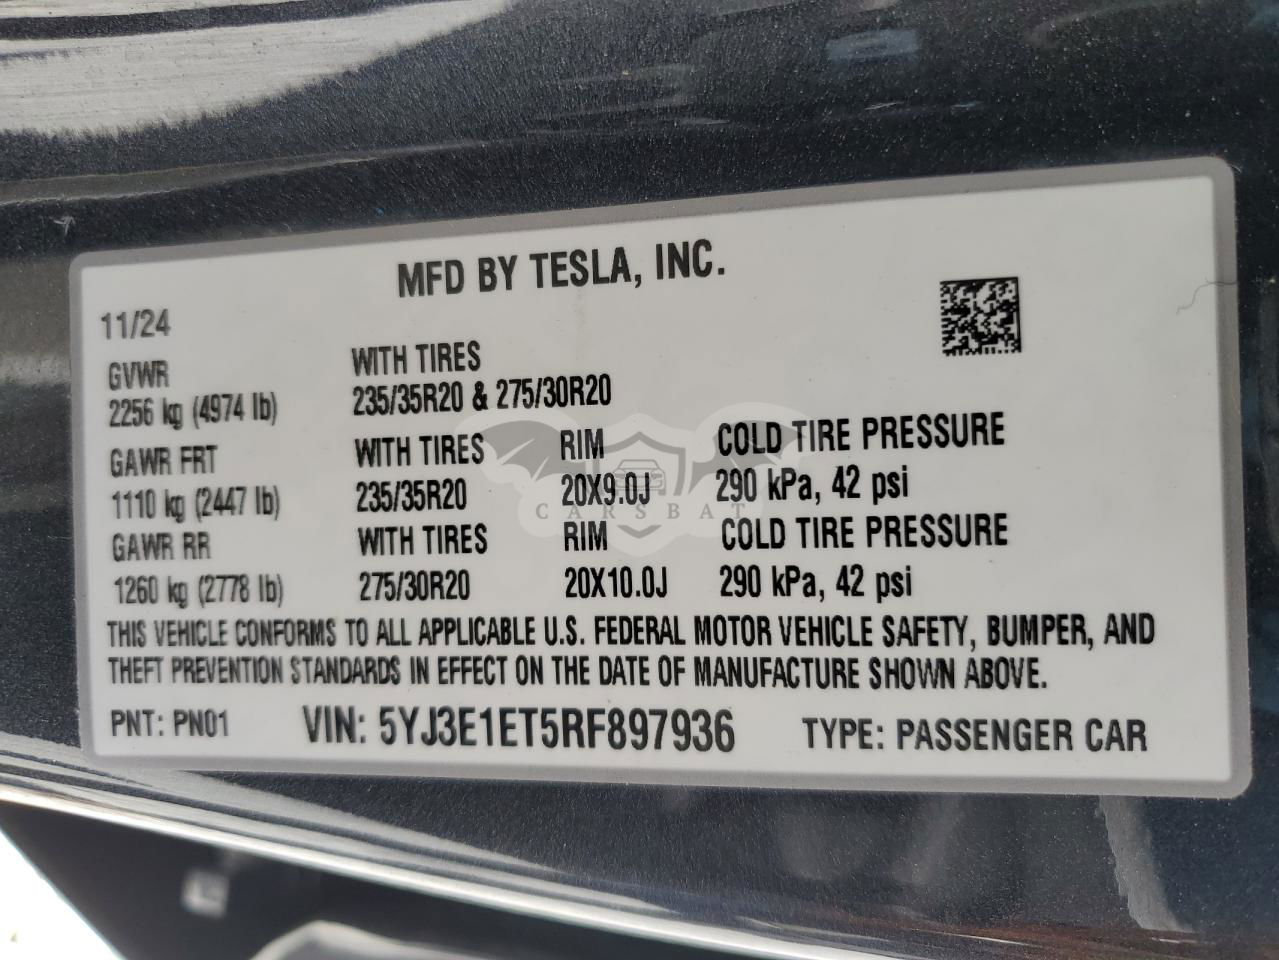 MFD BY TESLA, INC.
11/24
GVWR WITH TIRES
2256 kg (4974 lb) 235/35R20 & 275/30R20
GAWR FRT WITH TIRES RIM COLD TIRE PRESSURE
1110 kg (2447 lb) 235/35R20 20X9.0J 290 kPa, 42 psi
CARSBAT
GAWR RR WITH TIRES RIM COLD TIRE PRESSURE
1260 kg (2778 lb) 275/30R20 20X10.0J 290 kPa, 42 psi
THIS VEHICLE CONFORMS TO ALL APPLICABLE U.S. FEDERAL MOTOR VEHICLE SAFETY, BUMPER, AND
THEFT PREVENTION STANDARDS IN EFFECT ON THE DATE OF MANUFACTURE SHOWN ABOVE.
PNT: PN01 VIN: 5YJ3E1ET5RF897936 TYPE: PASSENGER CAR